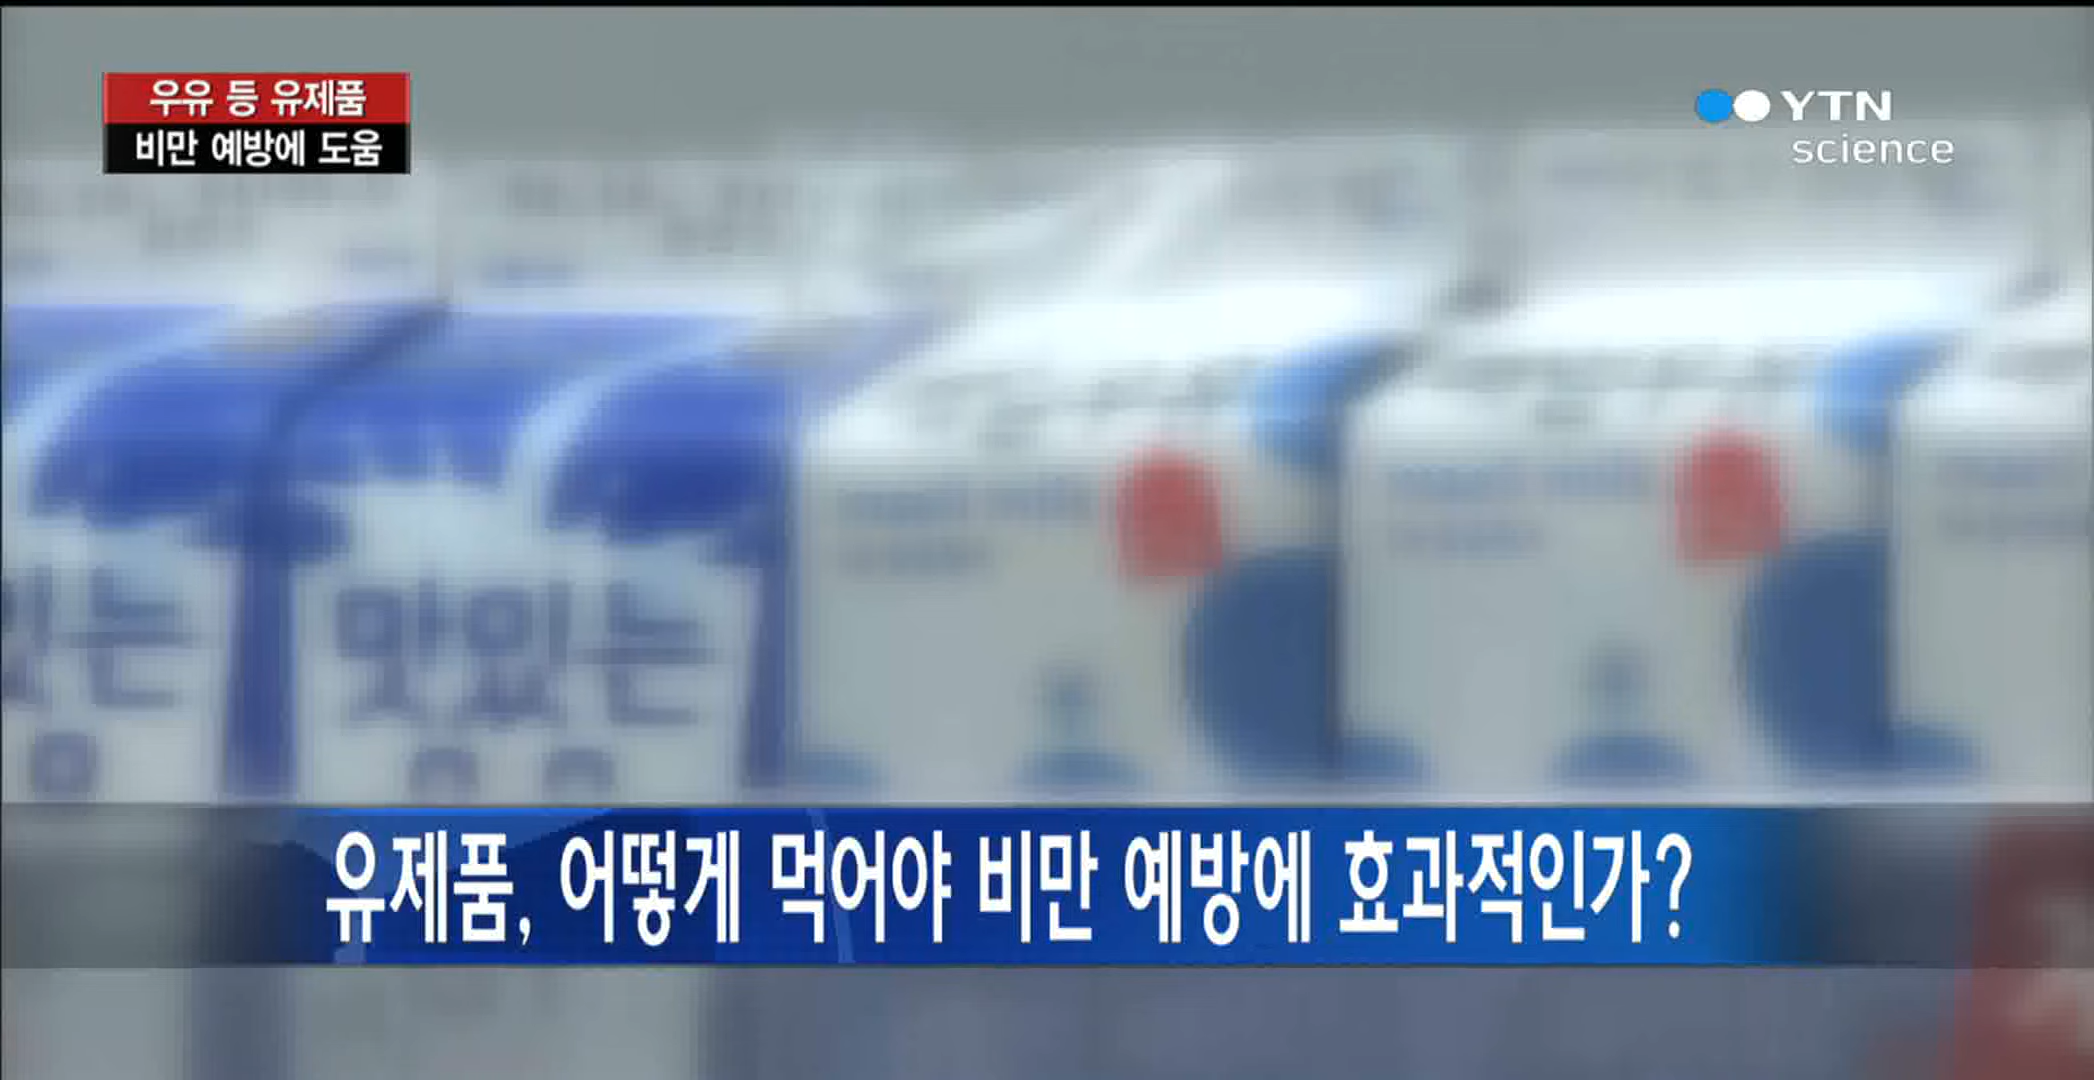 우유 등 유제품
비만 예방에 도움
YTN
science
맛있는
유제품, 어떻게 먹어야 비만 예방에 효과적인가?